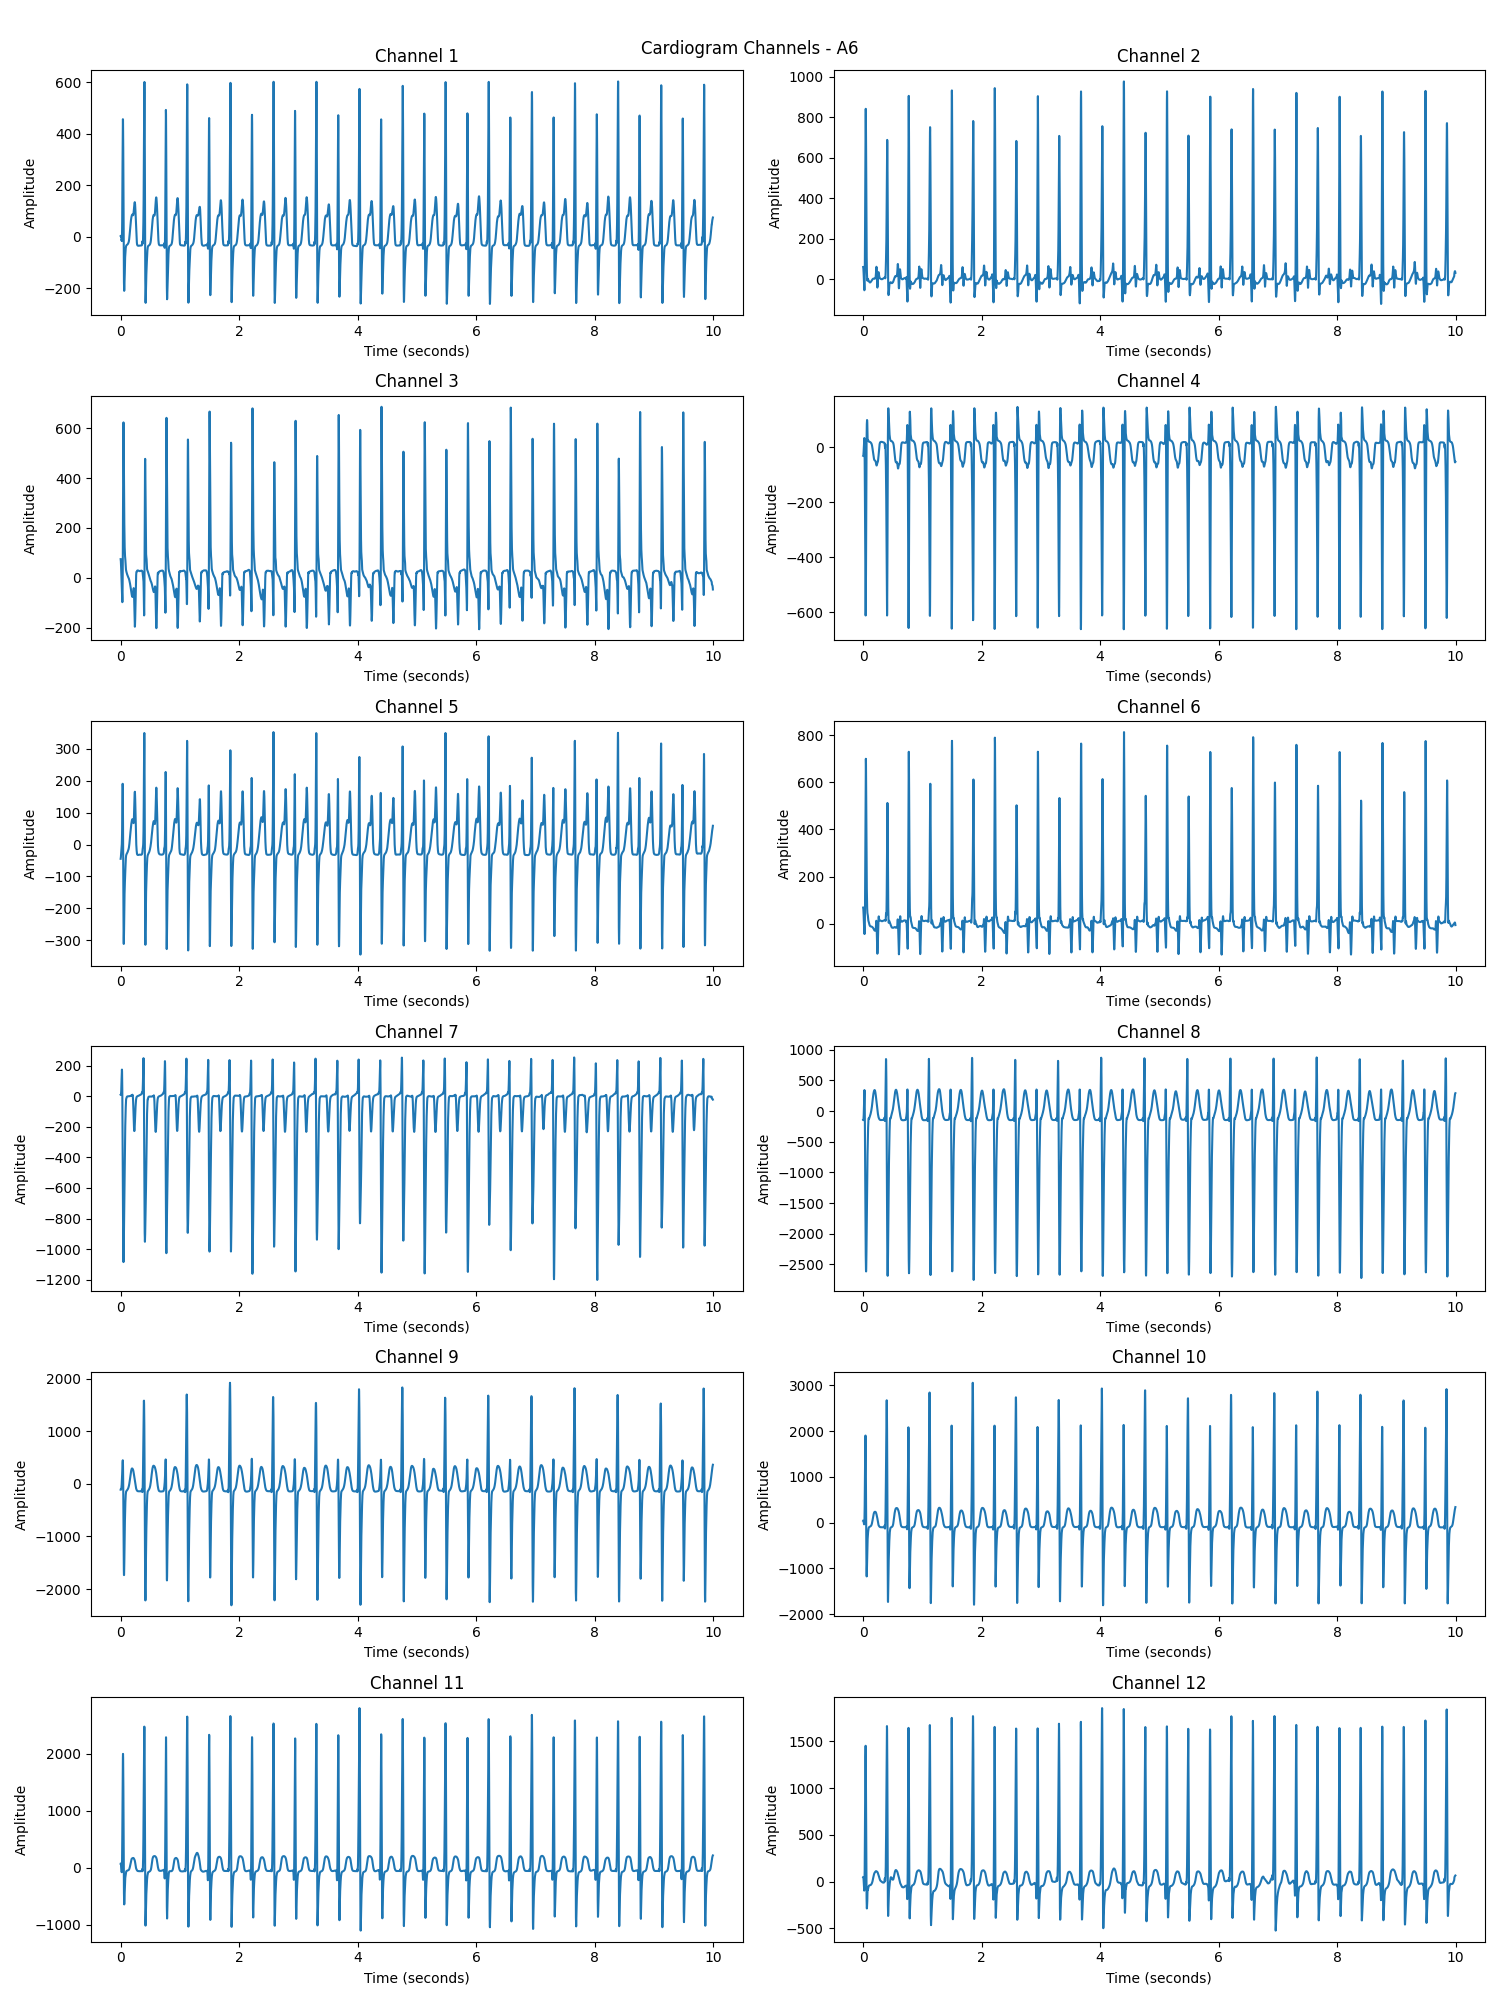 Cardiogram Channels - A6
Channel 1
Channel 2
600
400
200
0
−200
Amplitude
0 2 4 6 8 10
Time (seconds)
1000
800
600
400
200
0
Amplitude
0 2 4 6 8 10
Time (seconds)
Channel 3
Channel 4
600
400
200
0
−200
Amplitude
0 2 4 6 8 10
Time (seconds)
0
−200
−400
−600
Amplitude
0 2 4 6 8 10
Time (seconds)
Channel 5
Channel 6
300
200
100
0
−100
−200
−300
Amplitude
0 2 4 6 8 10
Time (seconds)
800
600
400
200
0
Amplitude
0 2 4 6 8 10
Time (seconds)
Channel 7
Channel 8
200
0
−200
−400
−600
−800
−1000
−1200
Amplitude
0 2 4 6 8 10
Time (seconds)
1000
500
0
−500
−1000
−1500
−2000
−2500
Amplitude
0 2 4 6 8 10
Time (seconds)
Channel 9
Channel 10
2000
1000
0
−1000
−2000
Amplitude
0 2 4 6 8 10
Time (seconds)
3000
2000
1000
0
−1000
−2000
Amplitude
0 2 4 6 8 10
Time (seconds)
Channel 11
Channel 12
2000
1000
0
−1000
Amplitude
0 2 4 6 8 10
Time (seconds)
1500
1000
500
0
−500
Amplitude
0 2 4 6 8 10
Time (seconds)